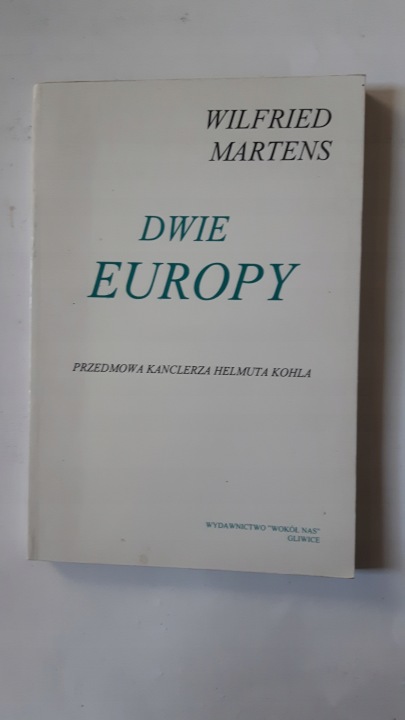 WILFRIED
MARTENS
DWIE
EUROPY
PRZEDMOWA KANCLERZA HELMUTA KOHLA
WYDAWNICTWO "WOKÓŁ NAS"
GLIWICE